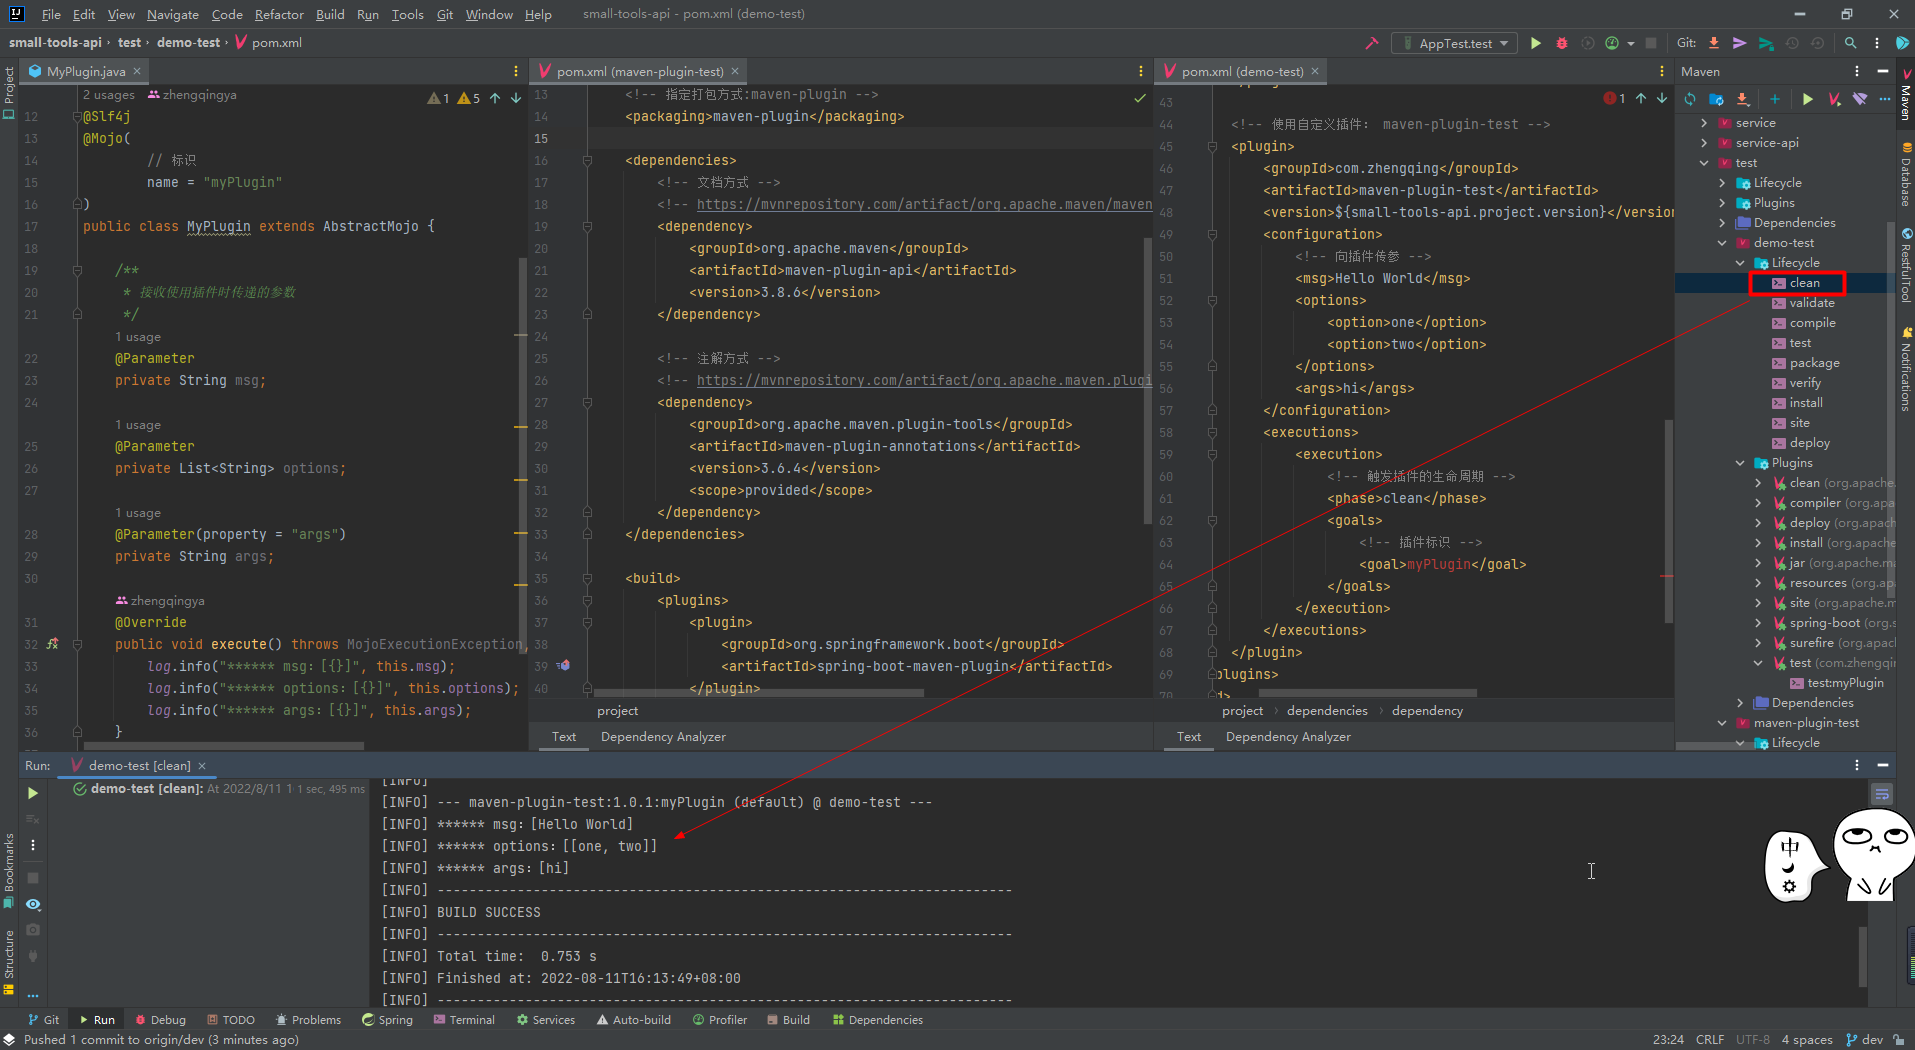 File Edit View Navigate Code Refactor Build Run Tools Git Window Help small-tools-api - pom.xml (demo-test)
small-tools-api › test › demo-test › pom.xml
AppTest.test
Git:
Project
MyPlugin.java
2 usages zhengqingya
1 5
12 @Slf4j
13 @Mojo(
14 // 标识
15 name = "myPlugin"
16 )
17 public class MyPlugin extends AbstractMojo {
18
19 /**
20 * 接收使用插件时传递的参数
21 */
1 usage
22 @Parameter
23 private String msg;
24
1 usage
25 @Parameter
26 private List<String> options;
27
1 usage
28 @Parameter(property = "args")
29 private String args;
30
zhengqingya
31 @Override
32 public void execute() throws MojoExecutionException,
33 log.info("****** msg：[{}]", this.msg);
34 log.info("****** options：[{}]", this.options);
35 log.info("****** args：[{}]", this.args);
36 }
pom.xml (maven-plugin-test)
13 <!-- 指定打包方式:maven-plugin -->
14 <packaging>maven-plugin</packaging>
15
16 <dependencies>
17 <!-- 文档方式 -->
18 <!-- https://mvnrepository.com/artifact/org.apache.maven/maven
19 <dependency>
20 <groupId>org.apache.maven</groupId>
21 <artifactId>maven-plugin-api</artifactId>
22 <version>3.8.6</version>
23 </dependency>
24
25 <!-- 注解方式 -->
26 <!-- https://mvnrepository.com/artifact/org.apache.maven.plugi
27 <dependency>
28 <groupId>org.apache.maven.plugin-tools</groupId>
29 <artifactId>maven-plugin-annotations</artifactId>
30 <version>3.6.4</version>
31 <scope>provided</scope>
32 </dependency>
33 </dependencies>
34
35 <build>
36 <plugins>
37 <plugin>
38 <groupId>org.springframework.boot</groupId>
39 <artifactId>spring-boot-maven-plugin</artifactId>
40 </plugin>
project
Text Dependency Analyzer
pom.xml (demo-test)
1
43
44 <!-- 使用自定义插件： maven-plugin-test -->
45 <plugin>
46 <groupId>com.zhengqing</groupId>
47 <artifactId>maven-plugin-test</artifactId>
48 <version>${small-tools-api.project.version}</version
49 <configuration>
50 <!-- 向插件传参 -->
51 <msg>Hello World</msg>
52 <options>
53 <option>one</option>
54 <option>two</option>
55 </options>
56 <args>hi</args>
57 </configuration>
58 <executions>
59 <execution>
60 <!-- 触发插件的生命周期 -->
61 <phase>clean</phase>
62 <goals>
63 <!-- 插件标识 -->
64 <goal>myPlugin</goal>
65 </goals>
66 </execution>
67 </executions>
68 </plugin>
69 plugins>
70 d>
project › dependencies › dependency
Text Dependency Analyzer
Maven
service
service-api
test
Lifecycle
Plugins
Dependencies
demo-test
Lifecycle
clean
validate
compile
test
package
verify
install
site
deploy
Plugins
clean (org.apache.
compiler (org.apa
deploy (org.apach
install (org.apache
jar (org.apache.ma
resources (org.ap
site (org.apache.m
spring-boot (org.s
surefire (org.apac
test (com.zhengqin
test:myPlugin
Dependencies
maven-plugin-test
Lifecycle
Maven
Database
RestfulTool
Notifications
Run: demo-test [clean]
demo-test [clean]: At 2022/8/11 1 1 sec, 495 ms
[INFO]
[INFO] --- maven-plugin-test:1.0.1:myPlugin (default) @ demo-test ---
[INFO] ****** msg：[Hello World]
[INFO] ****** options：[[one, two]]
[INFO] ****** args：[hi]
[INFO] ------------------------------------------------------------------------
[INFO] BUILD SUCCESS
[INFO] ------------------------------------------------------------------------
[INFO] Total time:  0.753 s
[INFO] Finished at: 2022-08-11T16:13:49+08:00
[INFO] ------------------------------------------------------------------------
中
Bookmarks
Structure
Git Run Debug TODO Problems Spring Terminal Services Auto-build Profiler Build Dependencies
Pushed 1 commit to origin/dev (3 minutes ago)
23:24 CRLF UTF-8 4 spaces dev